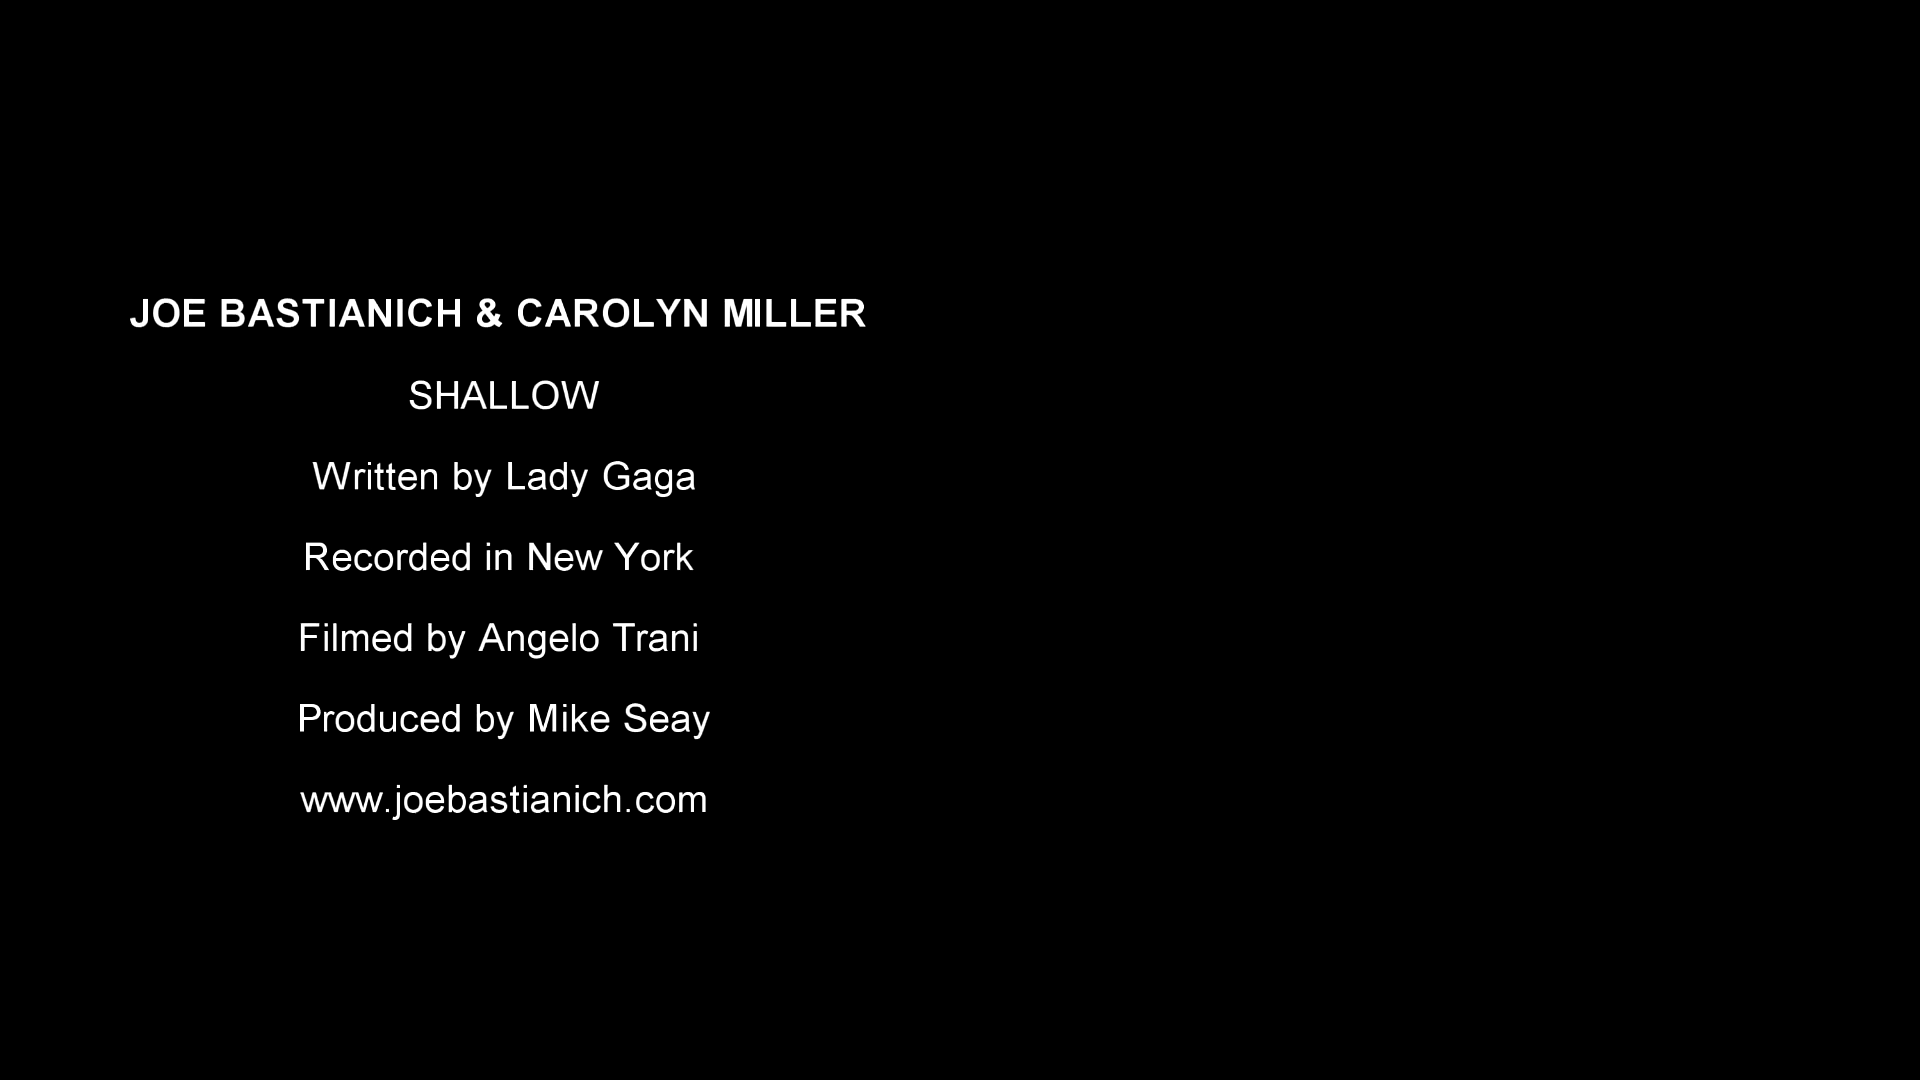 JOE BASTIANICH & CAROLYN MILLER
SHALLOW
Written by Lady Gaga
Recorded in New York
Filmed by Angelo Trani
Produced by Mike Seay
www.joebastianich.com